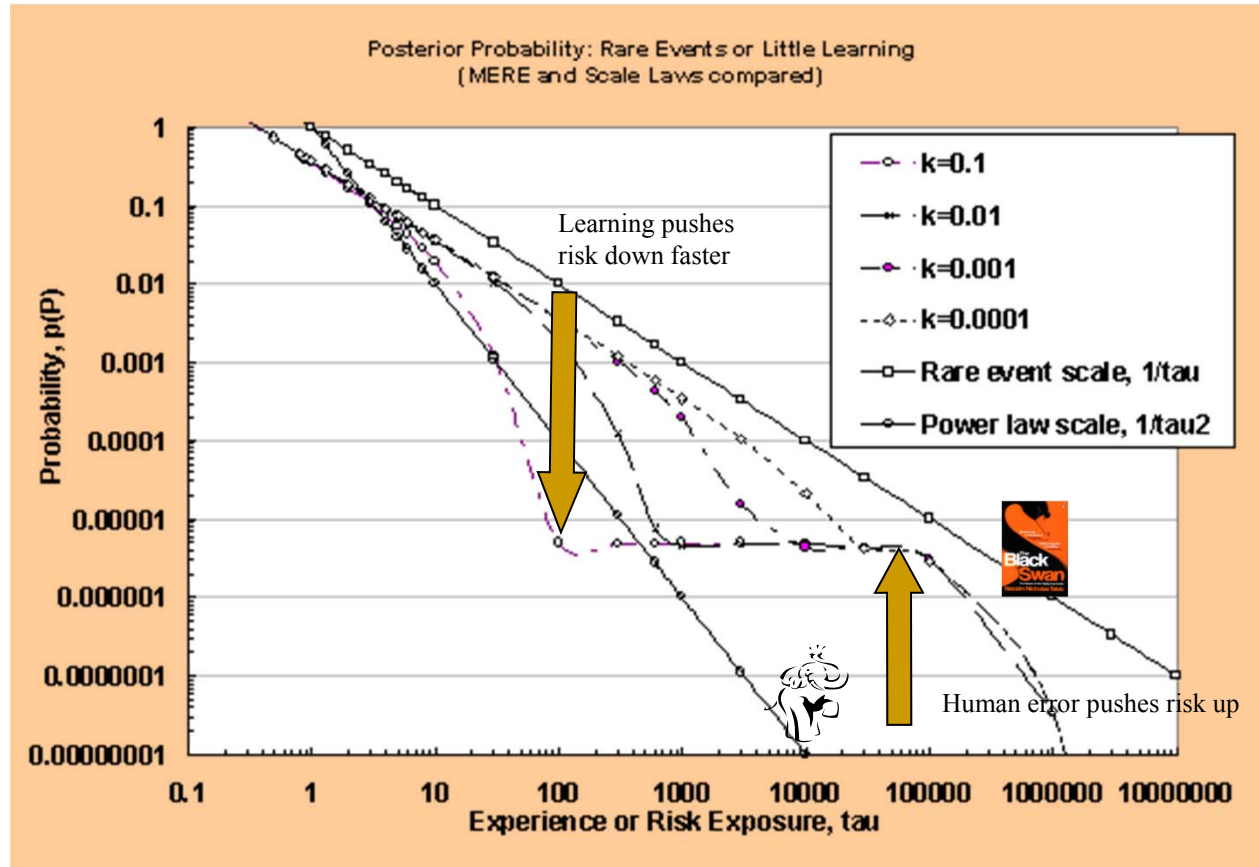 Posterior Probability: Rare Events or Little Learning
(MERE and Scale Laws compared)
1
0.1
0.01
0.001
0.0001
0.00001
0.000001
0.0000001
0.00000001
Probability, p(P)
Learning pushes
risk down faster
k=0.1
k=0.01
k=0.001
k=0.0001
Rare event scale, 1/tau
Power law scale, 1/tau2
The
Black
Swan
Human error pushes risk up
0.1 1 10 100 1000 10000 100000 1000000 10000000
Experience or Risk Exposure, tau